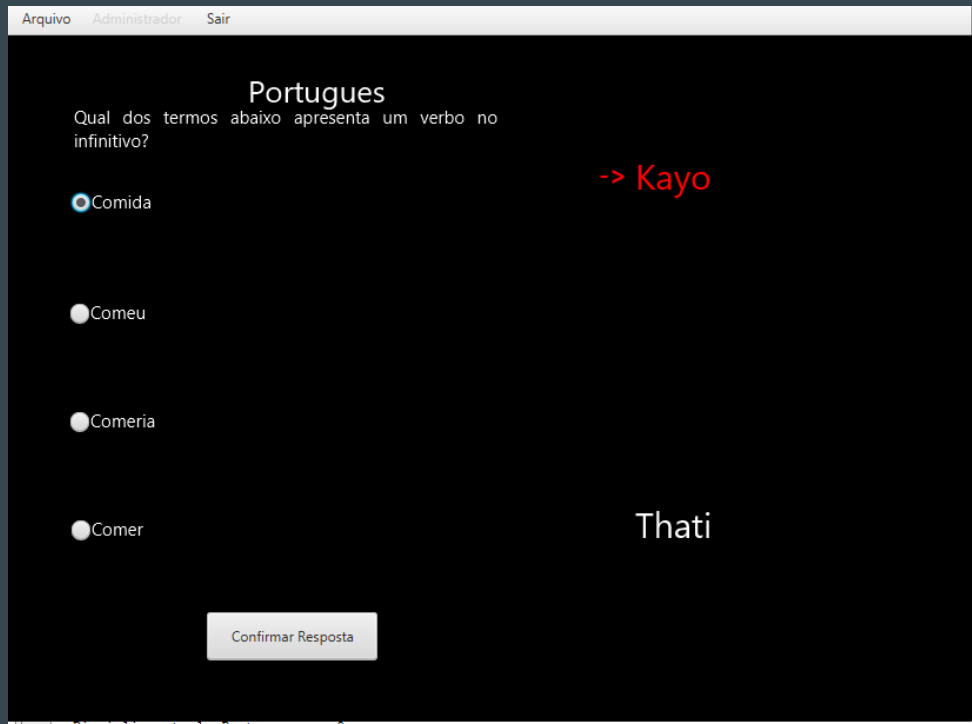 Arquivo Administrador Sair
Portugues
Qual dos termos abaixo apresenta um verbo no
infinitivo?
-> Kayo
Comida
Comeu
Comeria
Comer
Thati
Confirmar Resposta